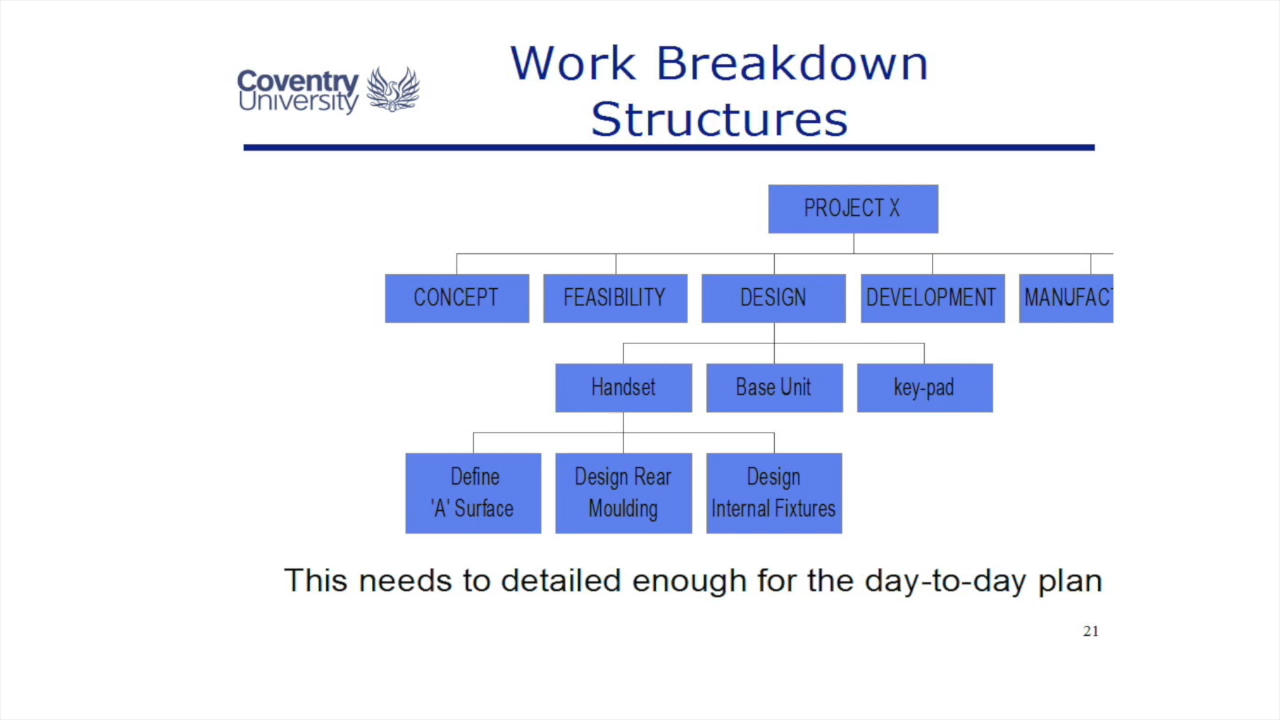 Coventry
University
Work Breakdown
Structures
PROJECT X
CONCEPT
FEASIBILITY
DESIGN
DEVELOPMENT
MANUFACT
Handset
Base Unit
key-pad
Define
'A' Surface
Design Rear
Moulding
Design
Internal Fixtures
This needs to detailed enough for the day-to-day plan
21